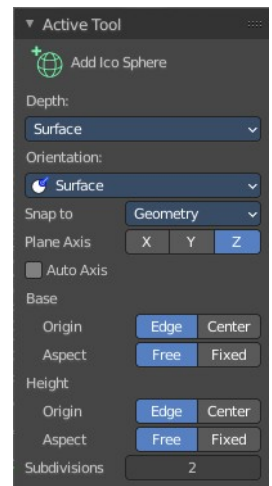 Active Tool
Add Ico Sphere
Depth:
Surface
Orientation:
Surface
Snap to Geometry
Plane Axis X Y Z
Auto Axis
Base
Origin Edge Center
Aspect Free Fixed
Height
Origin Edge Center
Aspect Free Fixed
Subdivisions 2